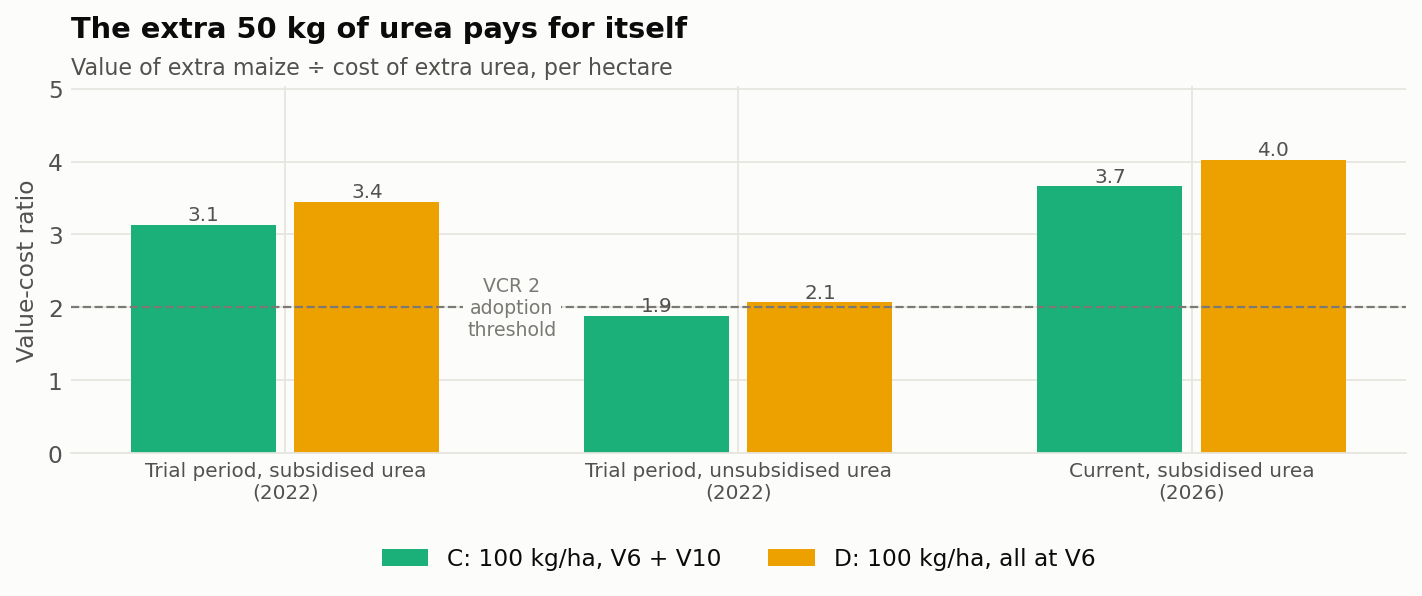 The extra 50 kg of urea pays for itself
Value of extra maize ÷ cost of extra urea, per hectare
Value-cost ratio
5
4
3
2
1
0
3.1
3.4
VCR 2
adoption
threshold
1.9
2.1
3.7
4.0
Trial period, subsidised urea
(2022)
Trial period, unsubsidised urea
(2022)
Current, subsidised urea
(2026)
C: 100 kg/ha, V6 + V10
D: 100 kg/ha, all at V6